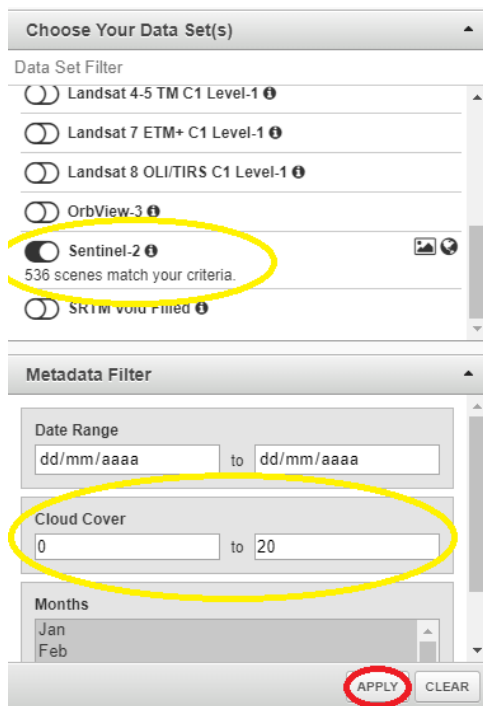 Choose Your Data Set(s)
Data Set Filter
Landsat 4-5 TM C1 Level-1
Landsat 7 ETM+ C1 Level-1
Landsat 8 OLI/TIRS C1 Level-1
OrbView-3
Sentinel-2
536 scenes match your criteria.
SRTM Void Filled
Metadata Filter
Date Range
dd/mm/aaaa to dd/mm/aaaa
Cloud Cover
0 to 20
Months
Jan
Feb
APPLY CLEAR